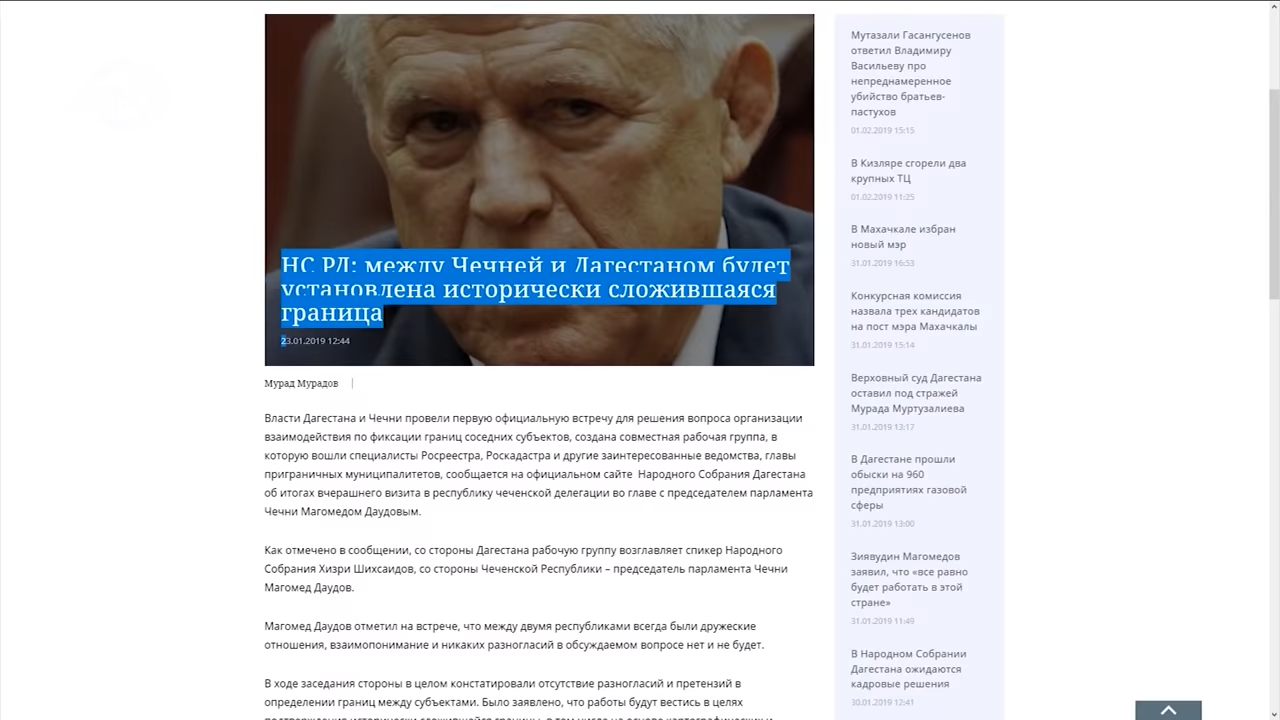 НС РД: между Чечней и Дагестаном будет
установлена исторически сложившаяся
граница
23.01.2019 12:44
Мурад Мурадов
Власти Дагестана и Чечни провели первую официальную встречу для решения вопроса организации
взаимодействия по фиксации границ соседних субъектов, создана совместная рабочая группа, в
которую вошли специалисты Росреестра, Роскадастра и другие заинтересованные ведомства, главы
приграничных муниципалитетов, сообщается на официальном сайте Народного Собрания Дагестана
об итогах вчерашнего визита в республику чеченской делегации во главе с председателем парламента
Чечни Магомедом Даудовым.
Как отмечено в сообщении, со стороны Дагестана рабочую группу возглавляет спикер Народного
Собрания Хизри Шихсаидов, со стороны Чеченской Республики – председатель парламента Чечни
Магомед Даудов.
Магомед Даудов отметил на встрече, что между двумя республиками всегда были дружеские
отношения, взаимопонимание и никаких разногласий в обсуждаемом вопросе нет и не будет.
В ходе заседания стороны в целом констатировали отсутствие разногласий и претензий в
определении границ между субъектами. Было заявлено, что работы будут вестись в целях
подтверждения исторически сложившейся границы, в том числе на основе картографических и
Мутазали Гасангусенов
ответил Владимиру
Васильеву про
непреднамеренное
убийство братьев-
пастухов
01.02.2019 15:15
В Кизляре сгорели два
крупных ТЦ
01.02.2019 11:25
В Махачкале избран
новый мэр
31.01.2019 16:53
Конкурсная комиссия
назвала трех кандидатов
на пост мэра Махачкалы
31.01.2019 15:14
Верховный суд Дагестана
оставил под стражей
Мурада Муртузалиева
31.01.2019 13:17
В Дагестане прошли
обыски на 960
предприятиях газовой
сферы
31.01.2019 13:00
Зиявудин Магомедов
заявил, что «все равно
будет работать в этой
стране»
31.01.2019 11:49
В Народном Собрании
Дагестана ожидаются
кадровые решения
30.01.2019 12:41